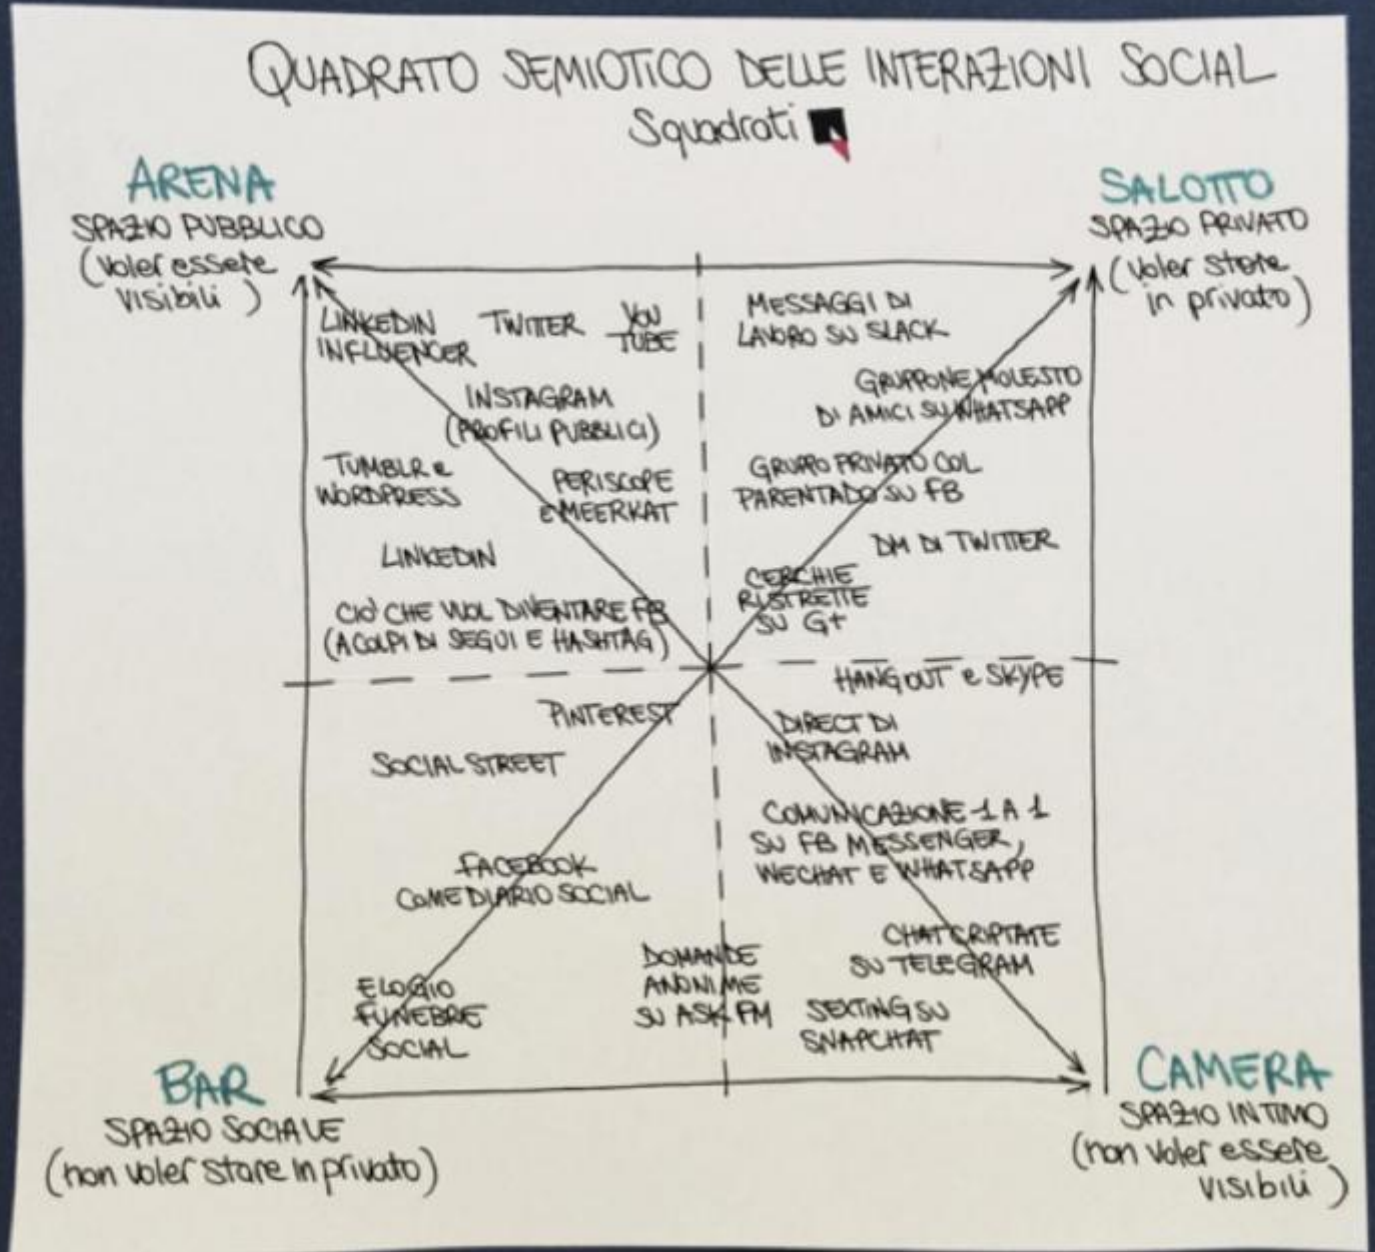 QUADRATO SEMIOTICO DELLE INTERAZIONI SOCIAL
Squadrati
ARENA
SPAZIO PUBBLICO
(voler essere
visibili)
SALOTTO
SPAZIO PRIVATO
(voler stare
in privato)
LINKEDIN
INFLUENCER
TWITTER
YOU
TUBE
INSTAGRAM
(PROFILI PUBBLICI)
TUMBLR e
WORDPRESS
PERISCOPE
e MEERKAT
LINKEDIN
CIO' CHE VUOL DIVENTARE FB
(A COLPI DI SEGUI E HASHTAG)
MESSAGGI DI
LAVORO SU SLACK
GRUPPONE MOLESTO
DI AMICI SU WHATSAPP
GRUPPO PRIVATO COL
PARENTADO SU FB
DM DI TWITTER
CERCHIE
RISTRETTE
SU G+
PINTEREST
SOCIAL STREET
FACEBOOK
COME DIARIO SOCIAL
ELOGIO
FUNEBRE
SOCIAL
DOMANDE
ANONIME
SU ASK FM
HANGOUT e SKYPE
DIRECT DI
INSTAGRAM
COMUNICAZIONE 1 A 1
SU FB MESSENGER,
WECHAT E WHATSAPP
CHAT CRIPTATE
SU TELEGRAM
SEXTING SU
SNAPCHAT
BAR
SPAZIO SOCIALE
(non voler stare in privato)
CAMERA
SPAZIO INTIMO
(non voler essere
visibili)